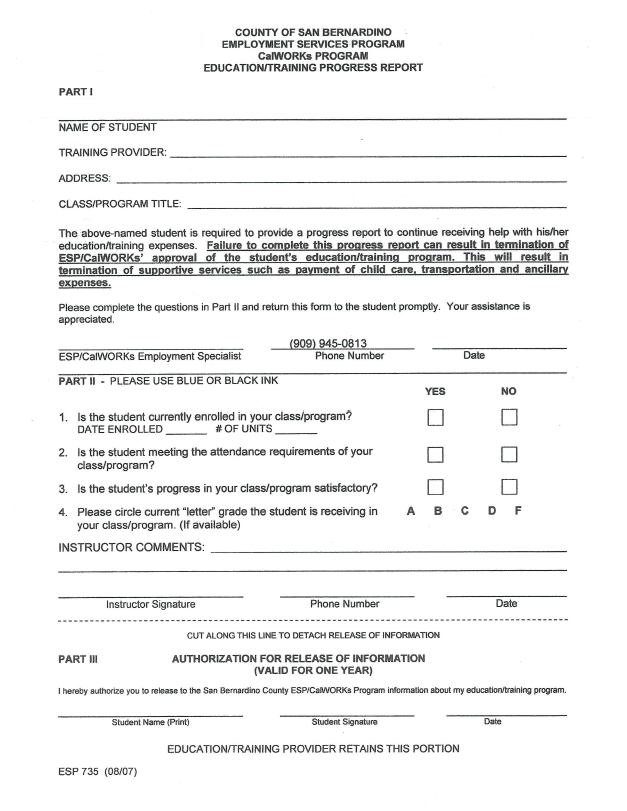 COUNTY OF SAN BERNARDINO
EMPLOYMENT SERVICES PROGRAM
CalWORKs PROGRAM
EDUCATION/TRAINING PROGRESS REPORT
PART I
NAME OF STUDENT
TRAINING PROVIDER:
ADDRESS:
CLASS/PROGRAM TITLE:
The above-named student is required to provide a progress report to continue receiving help with his/her
education/training expenses. Failure to complete this progress report can result in termination of
ESP/CalWORKs' approval of the student's education/training program. This will result in
termination of supportive services such as payment of child care, transportation and ancillary
expenses.
Please complete the questions in Part II and return this form to the student promptly. Your assistance is
appreciated.
(909) 945-0813
ESP/CalWORKs Employment Specialist Phone Number Date
PART II - PLEASE USE BLUE OR BLACK INK
YES NO
1. Is the student currently enrolled in your class/program?
DATE ENROLLED # OF UNITS
2. Is the student meeting the attendance requirements of your
class/program?
3. Is the student's progress in your class/program satisfactory?
4. Please circle current "letter" grade the student is receiving in A B C D F
your class/program. (If available)
INSTRUCTOR COMMENTS:
Instructor Signature Phone Number Date
CUT ALONG THIS LINE TO DETACH RELEASE OF INFORMATION
PART III AUTHORIZATION FOR RELEASE OF INFORMATION
(VALID FOR ONE YEAR)
I hereby authorize you to release to the San Bernardino County ESP/CalWORKs Program information about my education/training program.
Student Name (Print) Student Signature Date
EDUCATION/TRAINING PROVIDER RETAINS THIS PORTION
ESP 735 (08/07)